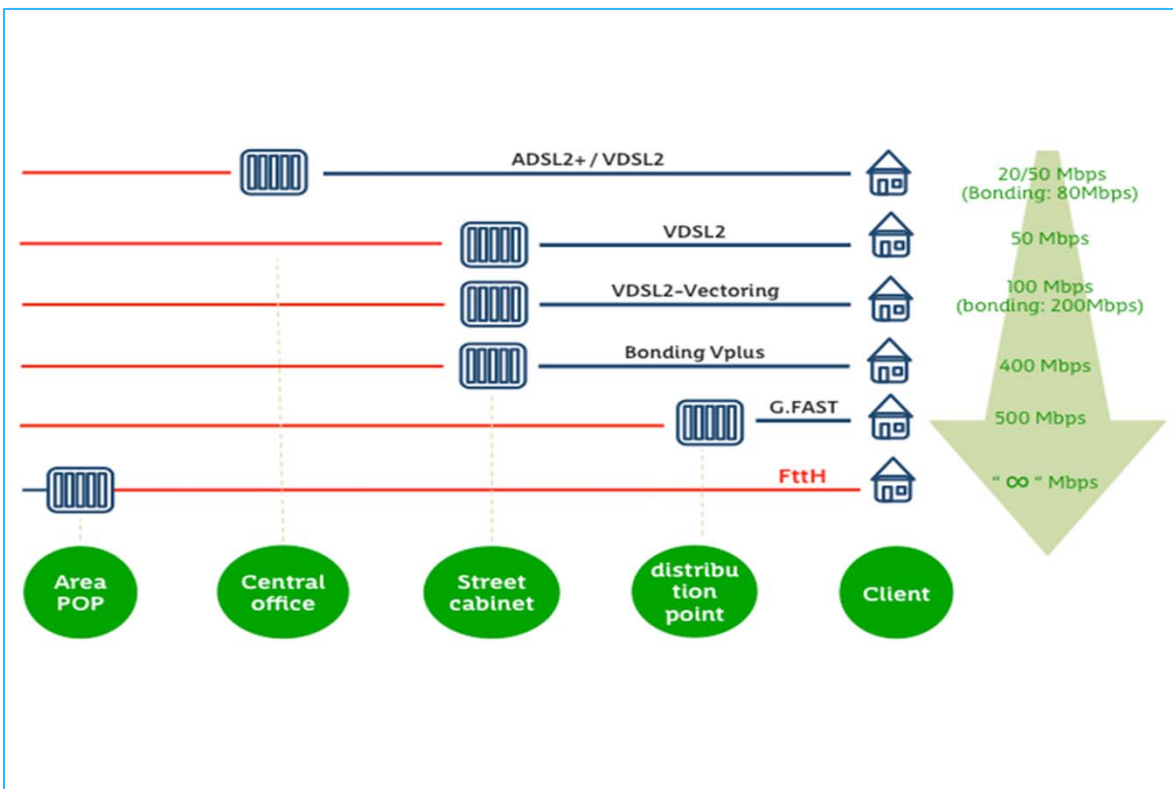 ADSL2+ / VDSL2
20/50 Mbps
(Bonding: 80Mbps)
VDSL2
50 Mbps
VDSL2-Vectoring
100 Mbps
(bonding: 200Mbps)
Bonding Vplus
400 Mbps
G.FAST
500 Mbps
FttH
“ ∞ “ Mbps
Area
POP
Central
office
Street
cabinet
distribu
tion
point
Client